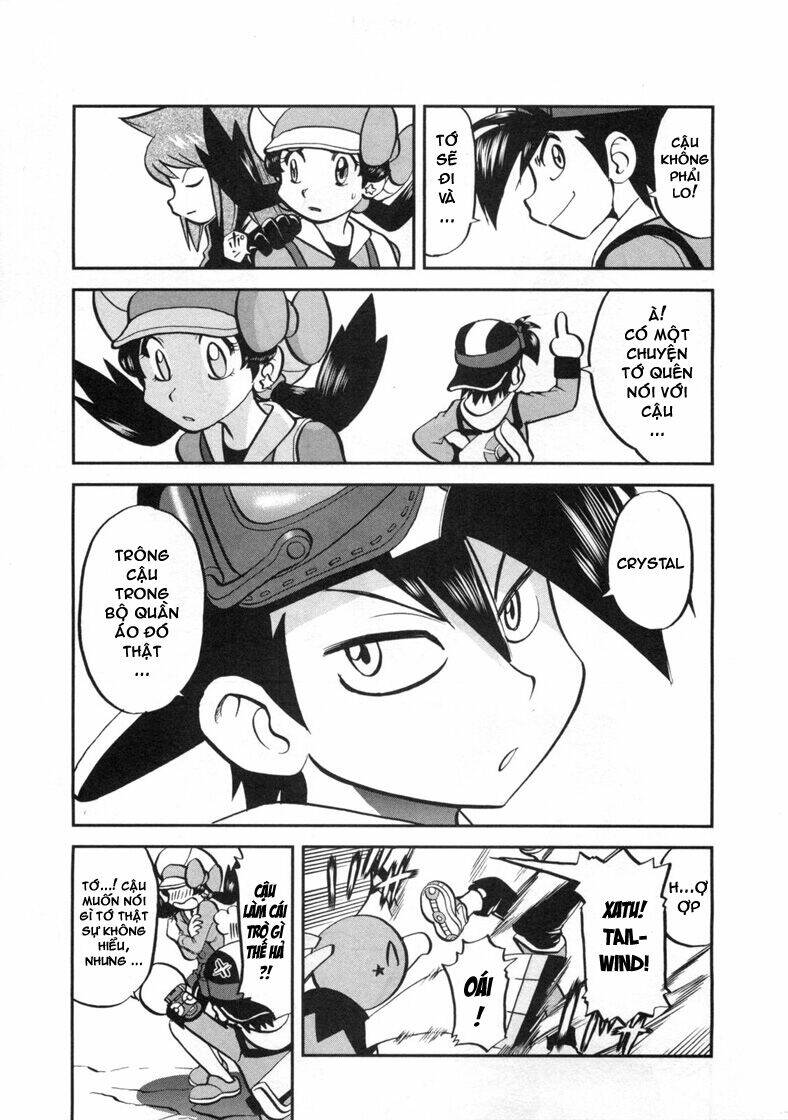 CẬU
KHÔNG
PHẢI
LO!
TỚ
SẼ
ĐI VÀ
...
À!
CÓ MỘT
CHUYỆN
TỚ QUÊN
NÓI VỚI
CẬU
...
CRYSTAL
TRÔNG
CẬU
TRONG
BỘ QUẦN
ÁO ĐÓ
THẬT
...
H...Ợ
ỢP
XATU!
TAIL-
WIND!
OÁI
!
CẬU
LÀM CÁI
TRÒ GÌ
THẾ HẢ
?!
TỚ...! CẬU
MUỐN NÓI
GÌ TỚ THẬT
SỰ KHÔNG
HIỂU,
NHƯNG ...